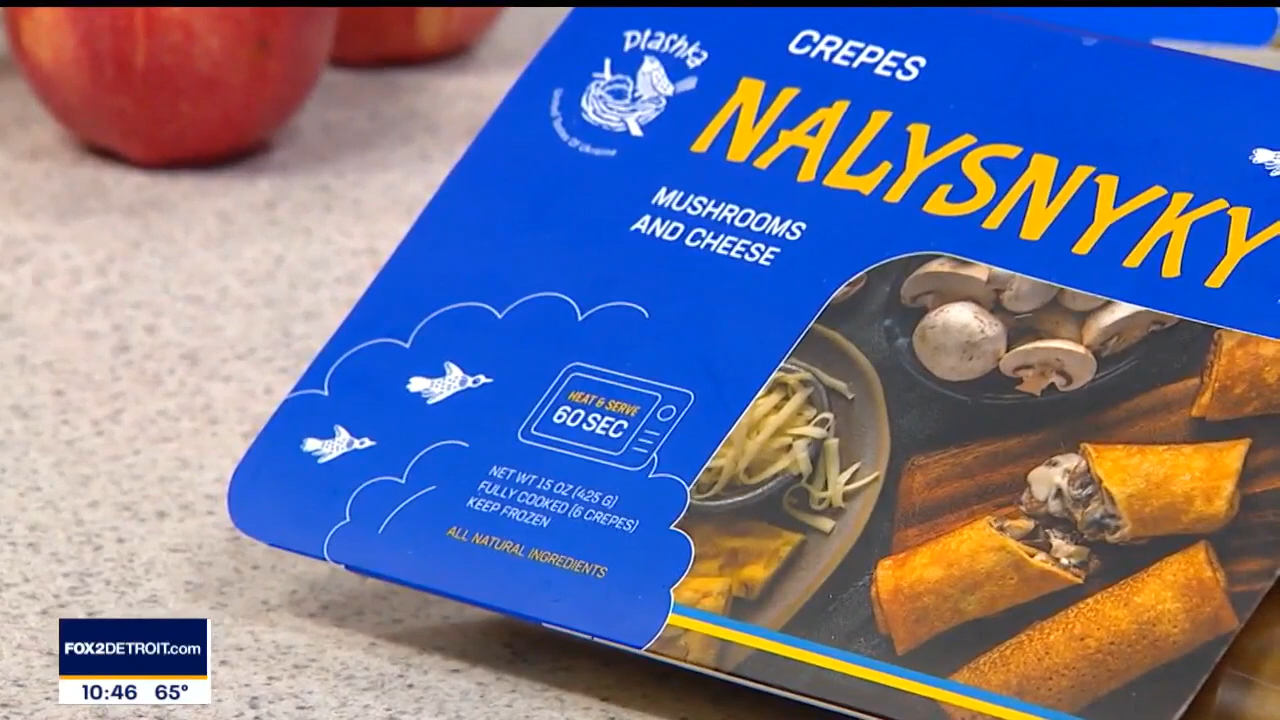 Ptashka
CREPES
NALYSNYKY
MUSHROOMS
AND CHEESE
HEAT & SERVE
60 SEC
NET WT 15 OZ (425 G)
FULLY COOKED (6 CREPES)
KEEP FROZEN
ALL NATURAL INGREDIENTS
FOX2DETROIT.com
10:46 65°